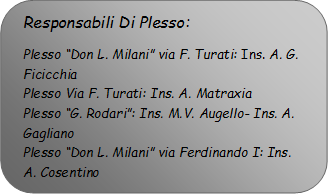 Responsabili Di Plesso:
Plesso "Don L. Milani" via F. Turati: Ins. A. G.
Ficicchia
Plesso Via F. Turati: Ins. A. Matraxia
Plesso "G. Rodari": Ins. M.V. Augello- Ins. A.
Gagliano
Plesso "Don L. Milani" via Ferdinando I: Ins.
A. Cosentino